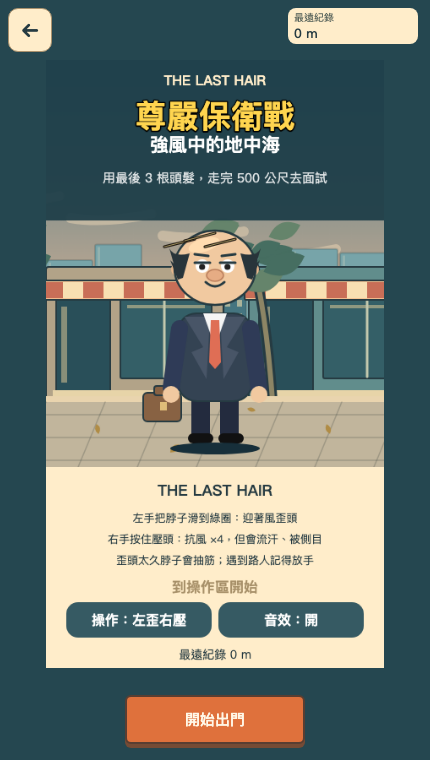 最遠紀錄
0 m
THE LAST HAIR
尊嚴保衛戰
強風中的地中海
用最後 3 根頭髮，走完 500 公尺去面試
THE LAST HAIR
左手把脖子滑到綠圈：迎著風歪頭
右手按住壓頭：抗風 ×4，但會流汗、被側目
歪頭太久脖子會抽筋；遇到路人記得放手
到操作區開始
操作：左歪右壓
音效：開
最遠紀錄 0 m
開始出門